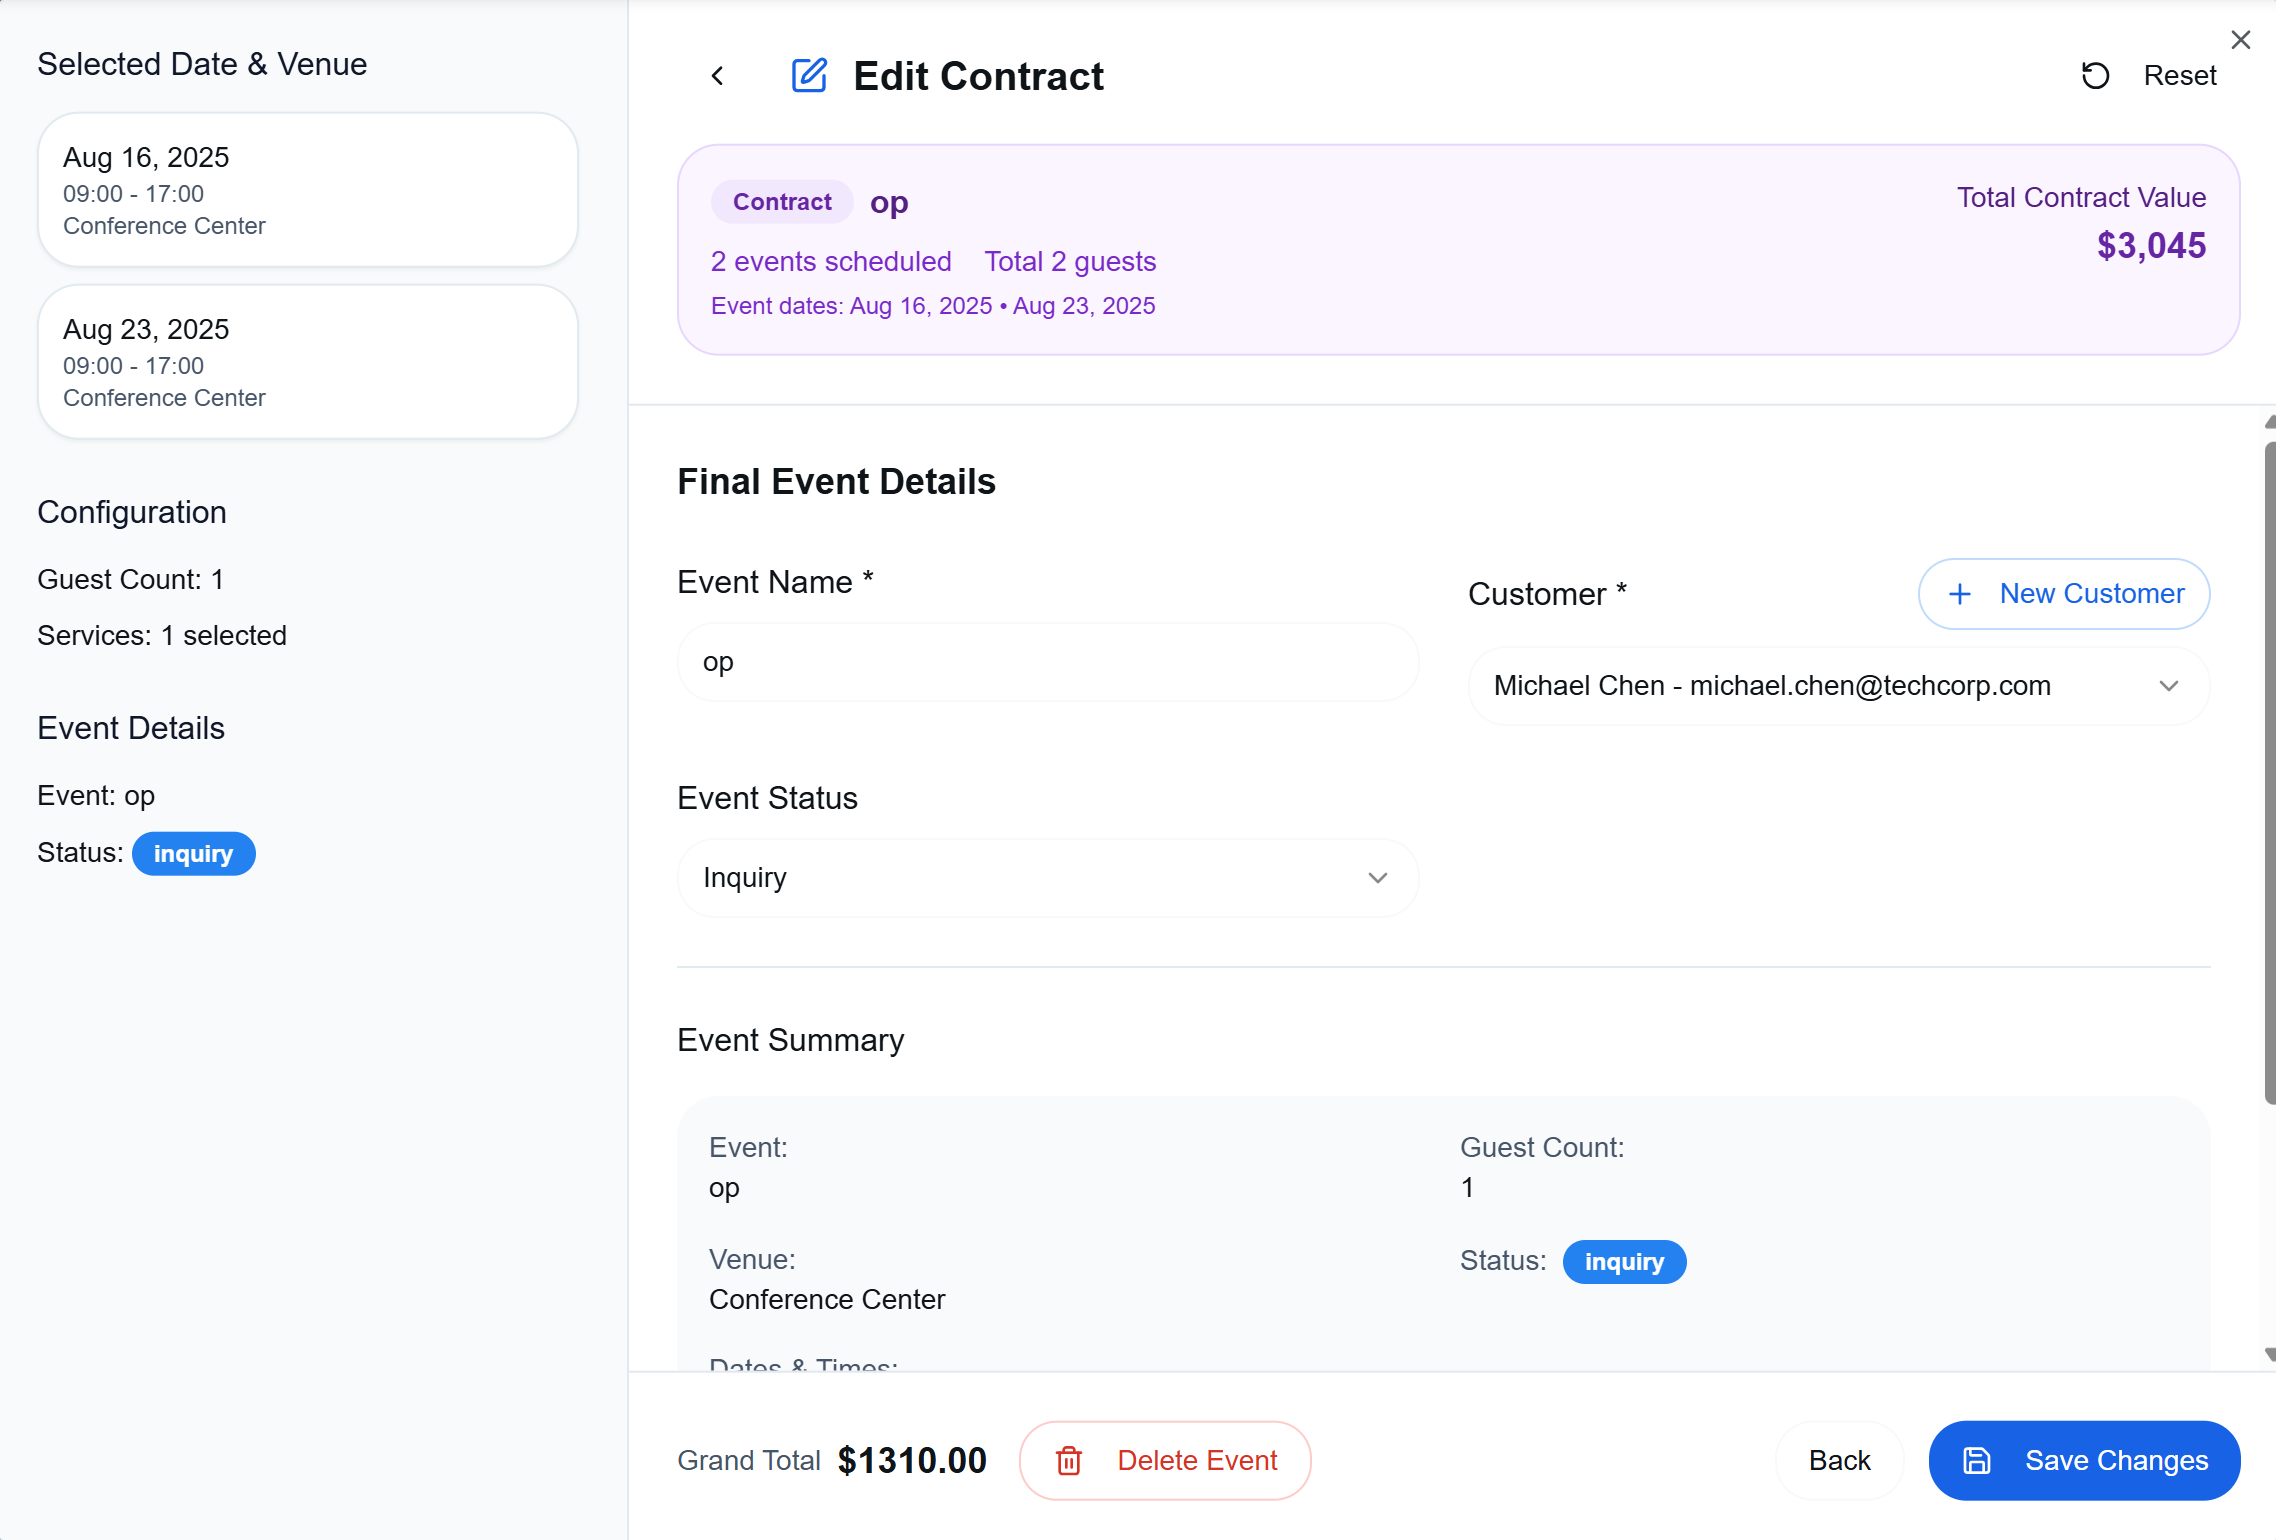 Selected Date & Venue
Aug 16, 2025
09:00 - 17:00
Conference Center
Aug 23, 2025
09:00 - 17:00
Conference Center
Configuration
Guest Count: 1
Services: 1 selected
Event Details
Event: op
Status: inquiry
Edit Contract
Reset
Contract op
2 events scheduled Total 2 guests
Event dates: Aug 16, 2025 • Aug 23, 2025
Total Contract Value
$3,045
Final Event Details
Event Name *
op
Customer *
New Customer
Michael Chen - michael.chen@techcorp.com
Event Status
Inquiry
Event Summary
Event:
op
Guest Count:
1
Venue:
Conference Center
Status: inquiry
Dates & Times:
Grand Total $1310.00
Delete Event
Back
Save Changes